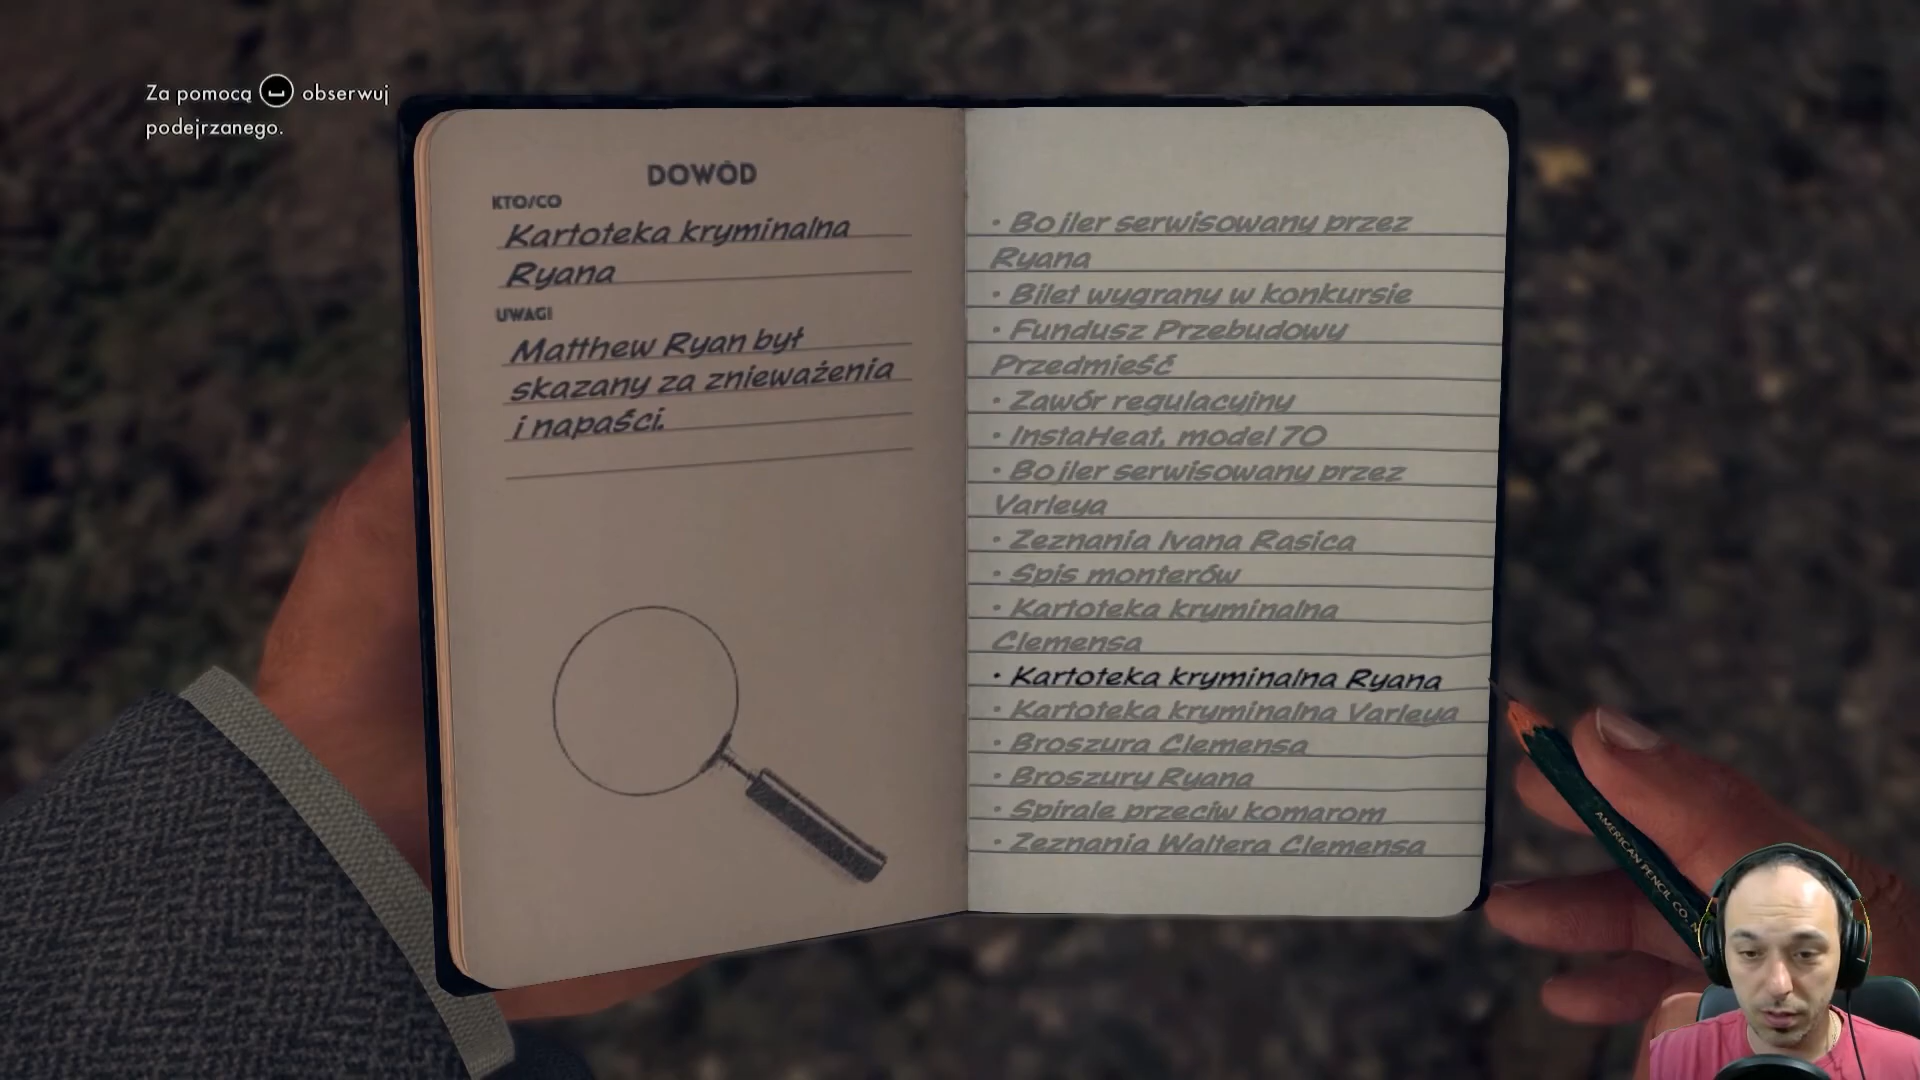 Za pomocą obserwuj
podejrzanego.
DOWÓD
KTO/CO
Kartoteka kryminalna
Ryana
UWAGI
Matthew Ryan był
skazany za znieważenia
i napaści.
• Bojler serwisowany przez
Ryana
• Bilet wygrany w konkursie
• Fundusz Przebudowy
Przedmieść
• Zawór regulacyjny
• InstaHeat, model 70
• Bojler serwisowany przez
Varleya
• Zeznania Ivana Rasica
• Spis monterów
• Kartoteka kryminalna
Clemensa
• Kartoteka kryminalna Ryana
• Kartoteka kryminalna Varleya
• Broszura Clemensa
• Broszury Ryana
• Spirale przeciw komarom
• Zeznania Waltera Clemensa
AMERICAN PENCIL CO.